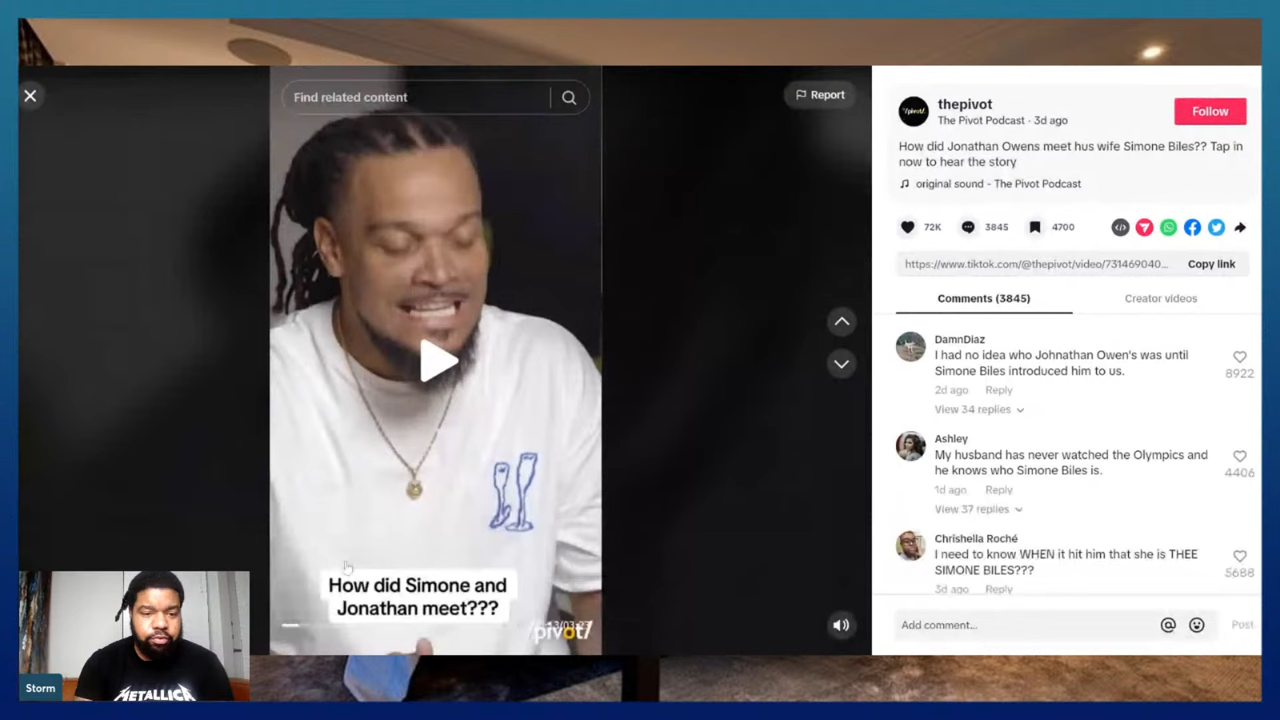 Find related content
Report
thepivot
The Pivot Podcast · 3d ago
Follow
How did Jonathan Owens meet hus wife Simone Biles?? Tap in
now to hear the story
original sound - The Pivot Podcast
72K
3845
4700
https://www.tiktok.com/@thepivot/video/731469040...
Copy link
Comments (3845)
Creator videos
DamnDiaz
I had no idea who Johnathan Owen's was until
Simone Biles introduced him to us.
8922
2d ago
Reply
View 34 replies
Ashley
My husband has never watched the Olympics and
he knows who Simone Biles is.
4406
1d ago
Reply
View 37 replies
Chrishella Roché
I need to know WHEN it hit him that she is THEE
SIMONE BILES???
5688
3d ago
Reply
How did Simone and
Jonathan meet???
/pivot/
Add comment...
Post
Storm
METALLICA